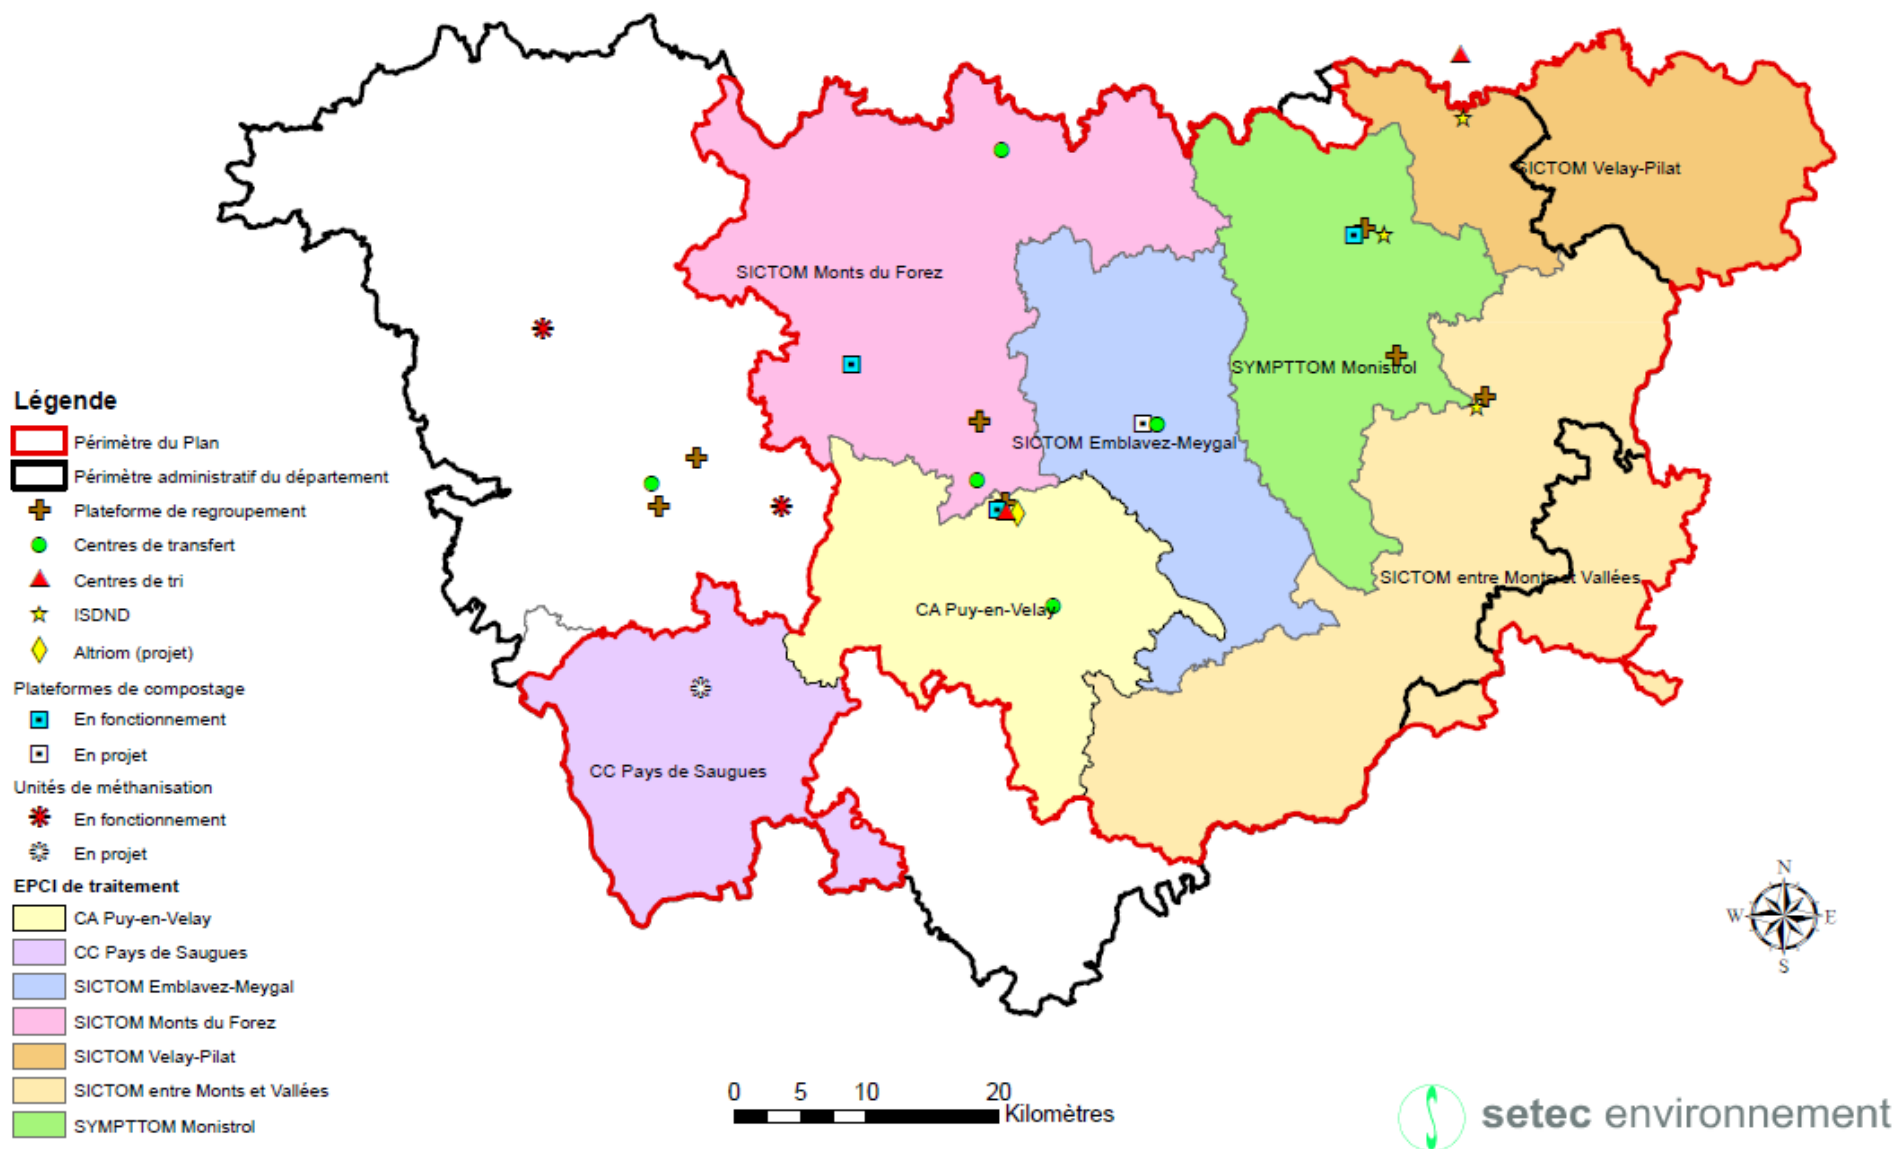 SICTOM Velay-Pilat
SICTOM Monts du Forez
SYMPTTOM Monistrol
SICTOM Emblavez-Meygal
SICTOM entre Monts et Vallées
CA Puy-en-Velay
CC Pays de Saugues
Légende
Périmètre du Plan
Périmètre administratif du département
Plateforme de regroupement
Centres de transfert
Centres de tri
ISDND
Altriom (projet)
Plateformes de compostage
En fonctionnement
En projet
Unités de méthanisation
En fonctionnement
En projet
EPCI de traitement
CA Puy-en-Velay
CC Pays de Saugues
SICTOM Emblavez-Meygal
SICTOM Monts du Forez
SICTOM Velay-Pilat
SICTOM entre Monts et Vallées
SYMPTTOM Monistrol
N
W E
S
0 5 10 20
Kilomètres
setec environnement